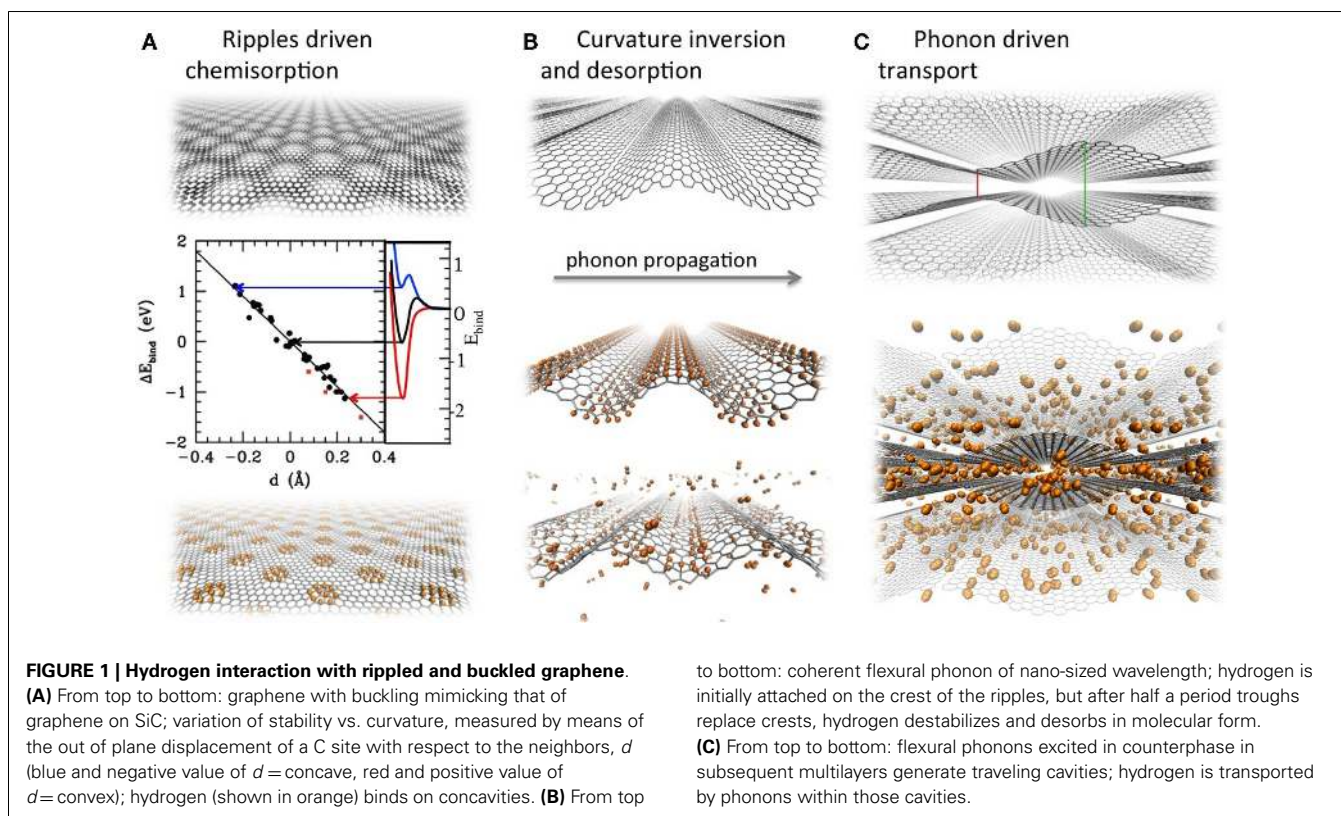 A Ripples driven
chemisorption
2
1
0
−1
−2
ΔE_bind (eV)
−0.4 −0.2 0 0.2 0.4
d (Å)
1
0
-1
-2
E_bind
B Curvature inversion
and desorption
phonon propagation
C Phonon driven
transport
FIGURE 1 | Hydrogen interaction with rippled and buckled graphene.
(A) From top to bottom: graphene with buckling mimicking that of
graphene on SiC; variation of stability vs. curvature, measured by means of
the out of plane displacement of a C site with respect to the neighbors, d
(blue and negative value of d = concave, red and positive value of
d = convex); hydrogen (shown in orange) binds on concavities. (B) From top
to bottom: coherent flexural phonon of nano-sized wavelength; hydrogen is
initially attached on the crest of the ripples, but after half a period troughs
replace crests, hydrogen destabilizes and desorbs in molecular form.
(C) From top to bottom: flexural phonons excited in counterphase in
subsequent multilayers generate traveling cavities; hydrogen is transported
by phonons within those cavities.